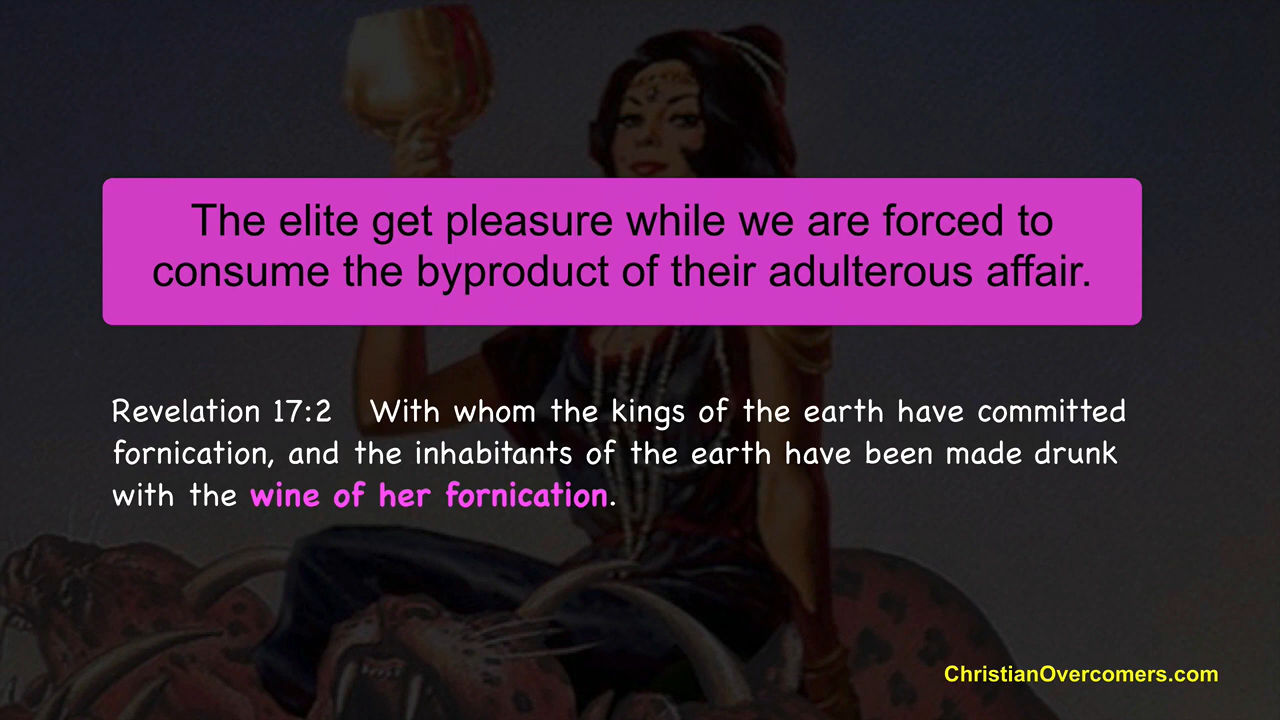 The elite get pleasure while we are forced to
consume the byproduct of their adulterous affair.
Revelation 17:2 With whom the kings of the earth have committed
fornication, and the inhabitants of the earth have been made drunk
with the wine of her fornication.
ChristianOvercomers.com